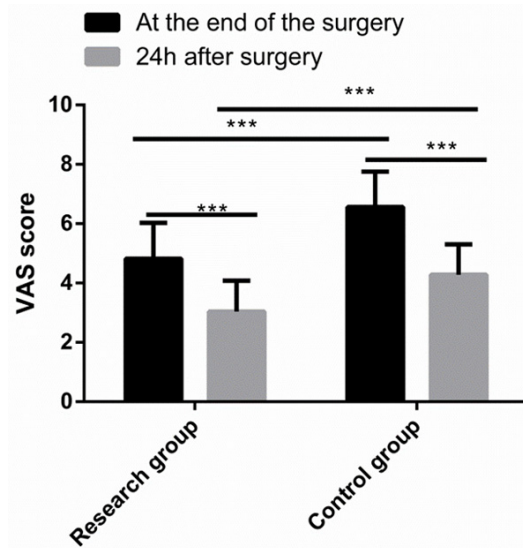 At the end of the surgery
24h after surgery
10
***
8
***
***
6
***
4
2
0
VAS score
Research group
Control group